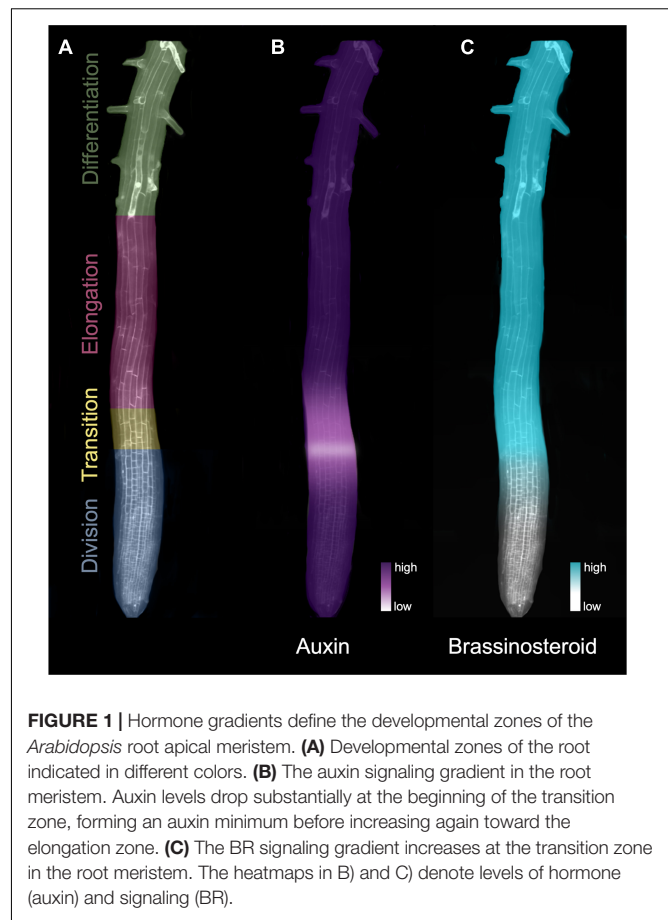 A
B
C
Differentiation
Elongation
Transition
Division
high
low
high
low
Auxin
Brassinosteroid
FIGURE 1 | Hormone gradients define the developmental zones of the
Arabidopsis root apical meristem. (A) Developmental zones of the root
indicated in different colors. (B) The auxin signaling gradient in the root
meristem. Auxin levels drop substantially at the beginning of the transition
zone, forming an auxin minimum before increasing again toward the
elongation zone. (C) The BR signaling gradient increases at the transition zone
in the root meristem. The heatmaps in B) and C) denote levels of hormone
(auxin) and signaling (BR).